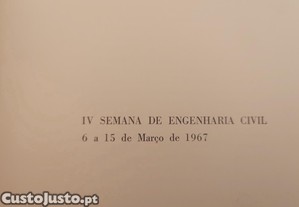 IV SEMANA DE ENGENHARIA CIVIL
6 a 15 de Março de 1967
CustoJusto.pt